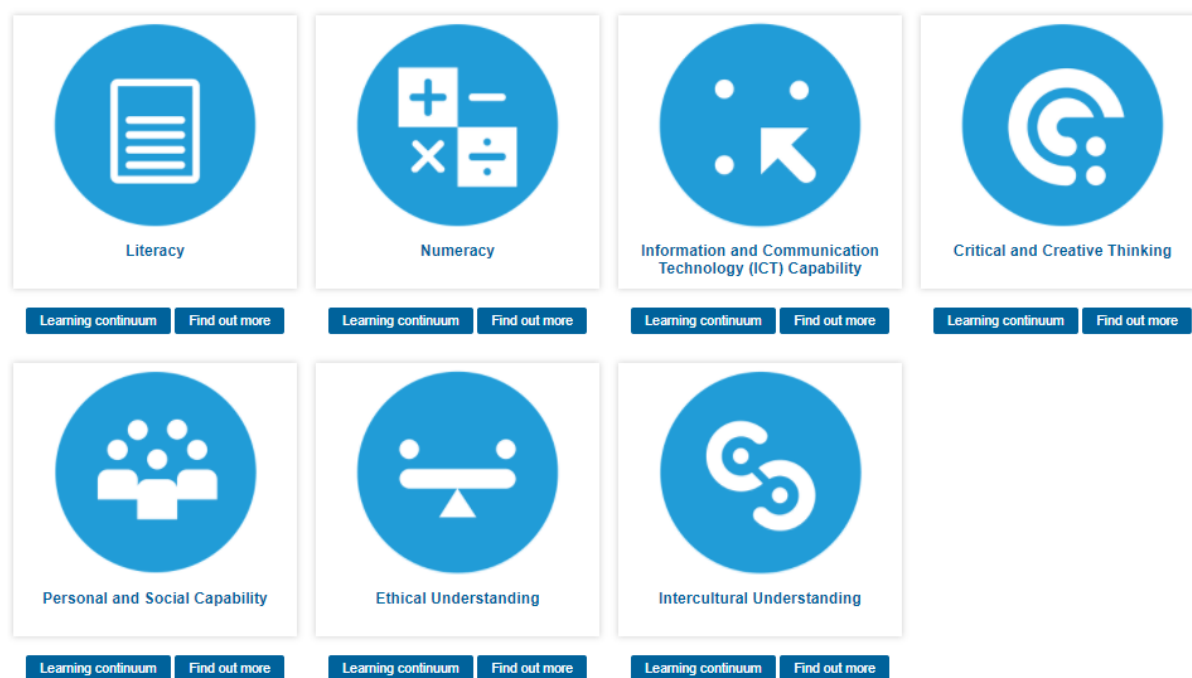 Literacy
Numeracy
Information and Communication
Technology (ICT) Capability
Critical and Creative Thinking
Learning continuum Find out more
Learning continuum Find out more
Learning continuum Find out more
Learning continuum Find out more
Personal and Social Capability
Ethical Understanding
Intercultural Understanding
Learning continuum Find out more
Learning continuum Find out more
Learning continuum Find out more